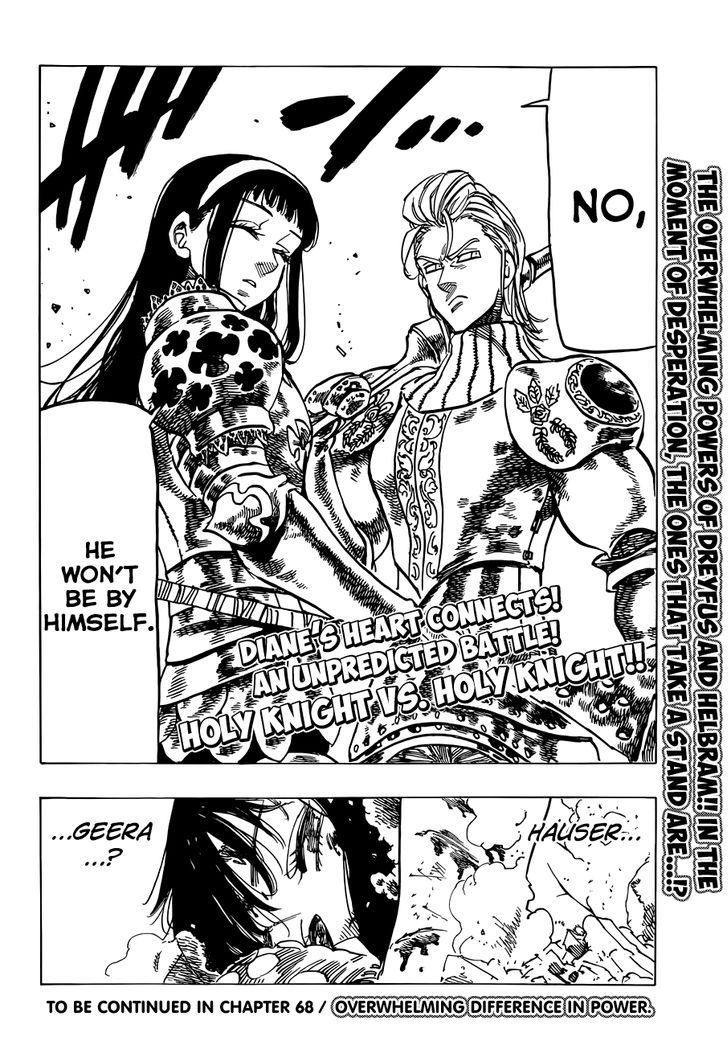 NO,
HE
WON'T
BE BY
HIMSELF.
DIANE'S HEART CONNECTS!
AN UNPREDICTED BATTLE!
HOLY KNIGHT VS. HOLY KNIGHT!!
THE OVERWHELMING POWERS OF DREYFUS AND HELBRAM!! IN THE
MOMENT OF DESPERATION, THE ONES THAT TAKE A STAND ARE...!?
HAUSER...
...GEERA
...?
TO BE CONTINUED IN CHAPTER 68 / OVERWHELMING DIFFERENCE IN POWER.